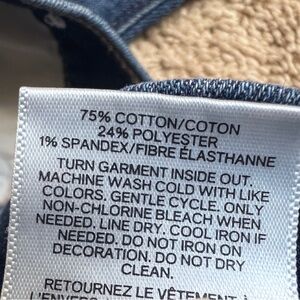 75% COTTON/COTON
24% POLYESTER
1% SPANDEX/FIBRE ÉLASTHANNE
TURN GARMENT INSIDE OUT.
MACHINE WASH COLD WITH LIKE
COLORS. GENTLE CYCLE. ONLY
NON-CHLORINE BLEACH WHEN
NEEDED. LINE DRY. COOL IRON IF
NEEDED. DO NOT IRON ON
DECORATION. DO NOT DRY
CLEAN.
RETOURNEZ LE VÊTEMENT À
L'ENVERS